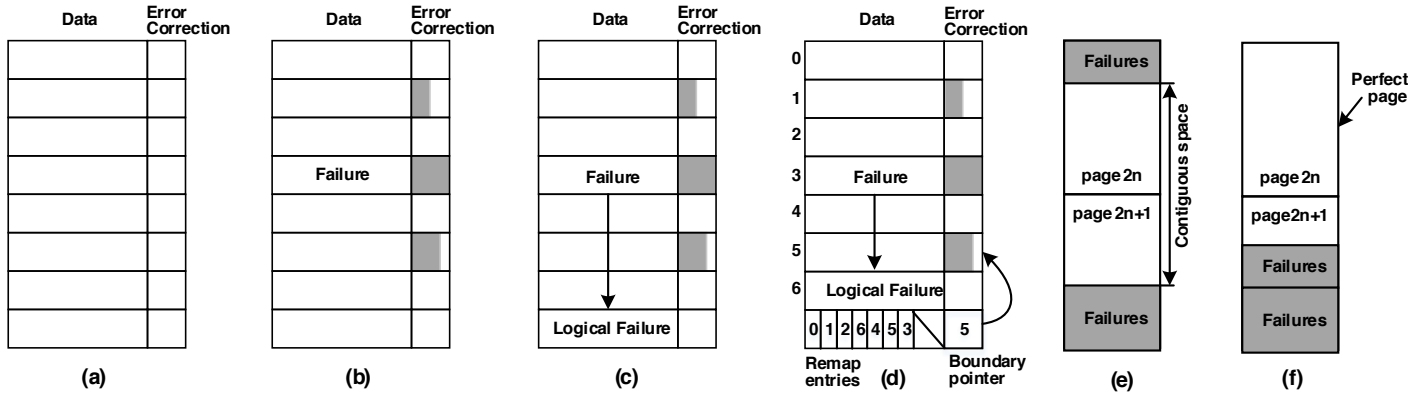 Data
Error
Correction
(a)
Data
Error
Correction
Failure
(b)
Data
Error
Correction
Failure
Logical Failure
(c)
Data
Error
Correction
0
1
2
3
Failure
4
5
6
Logical Failure
0 1 2 6 4 5 3
5
Remap
entries
(d)
Boundary
pointer
Failures
page 2n
page 2n+1
Contiguous space
Failures
(e)
Perfect
page
page 2n
page2n+1
Failures
Failures
(f)